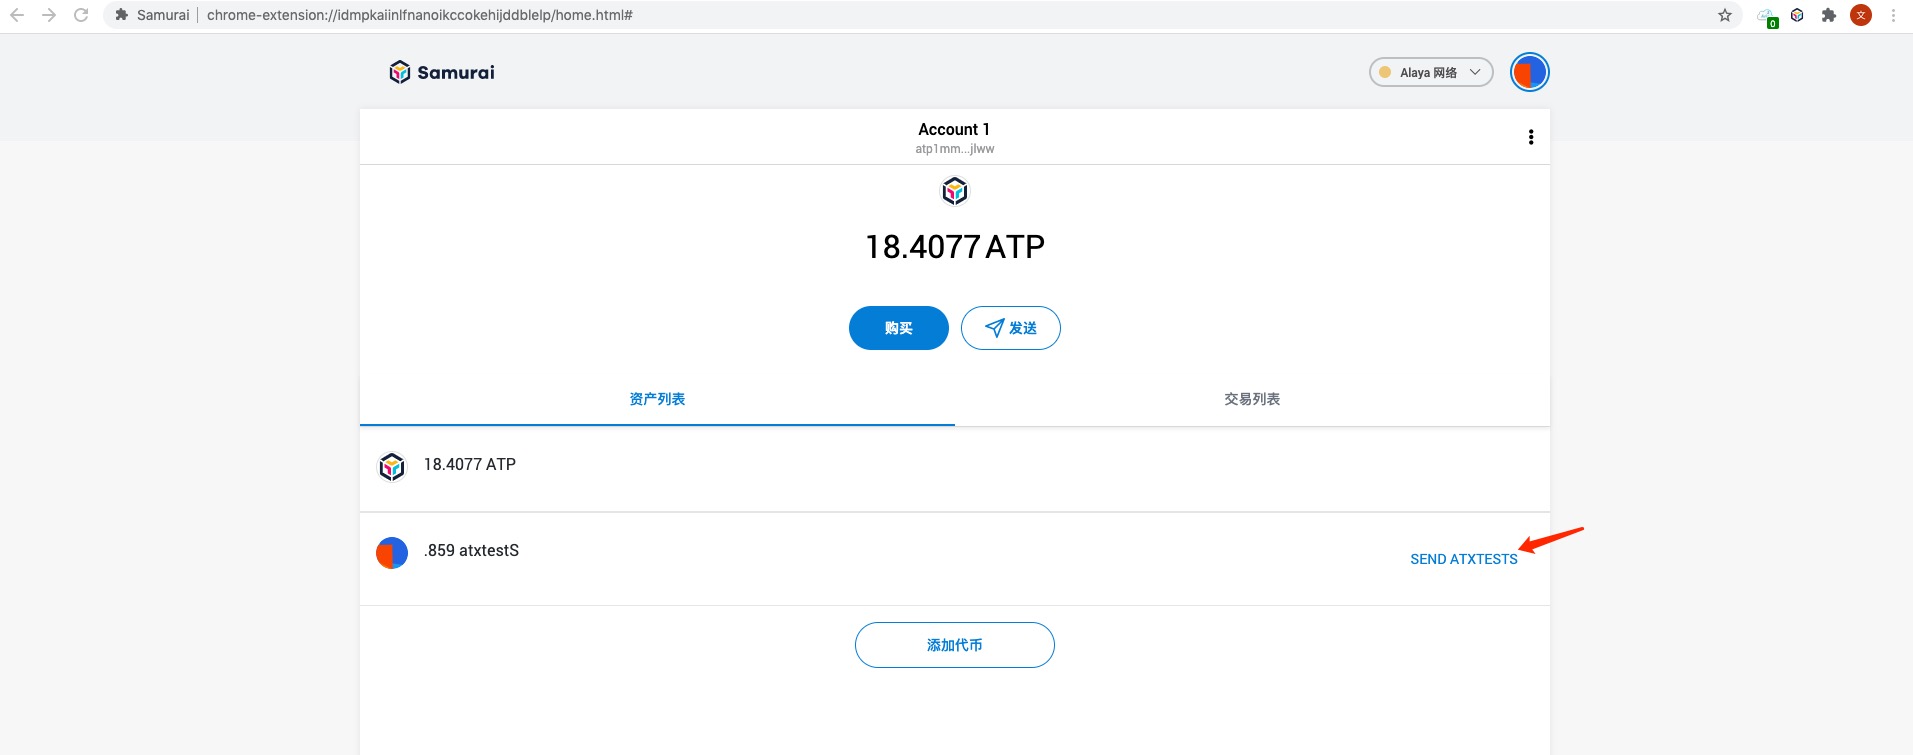 Samurai chrome-extension://idmpkaiinlfnanoikccokehijddblelp/home.html#
0
文
Samurai
Alaya 网络
Account 1
atp1mm...jlww
18.4077 ATP
购买
发送
资产列表
交易列表
18.4077 ATP
.859 atxtestS
SEND ATXTESTS
添加代币